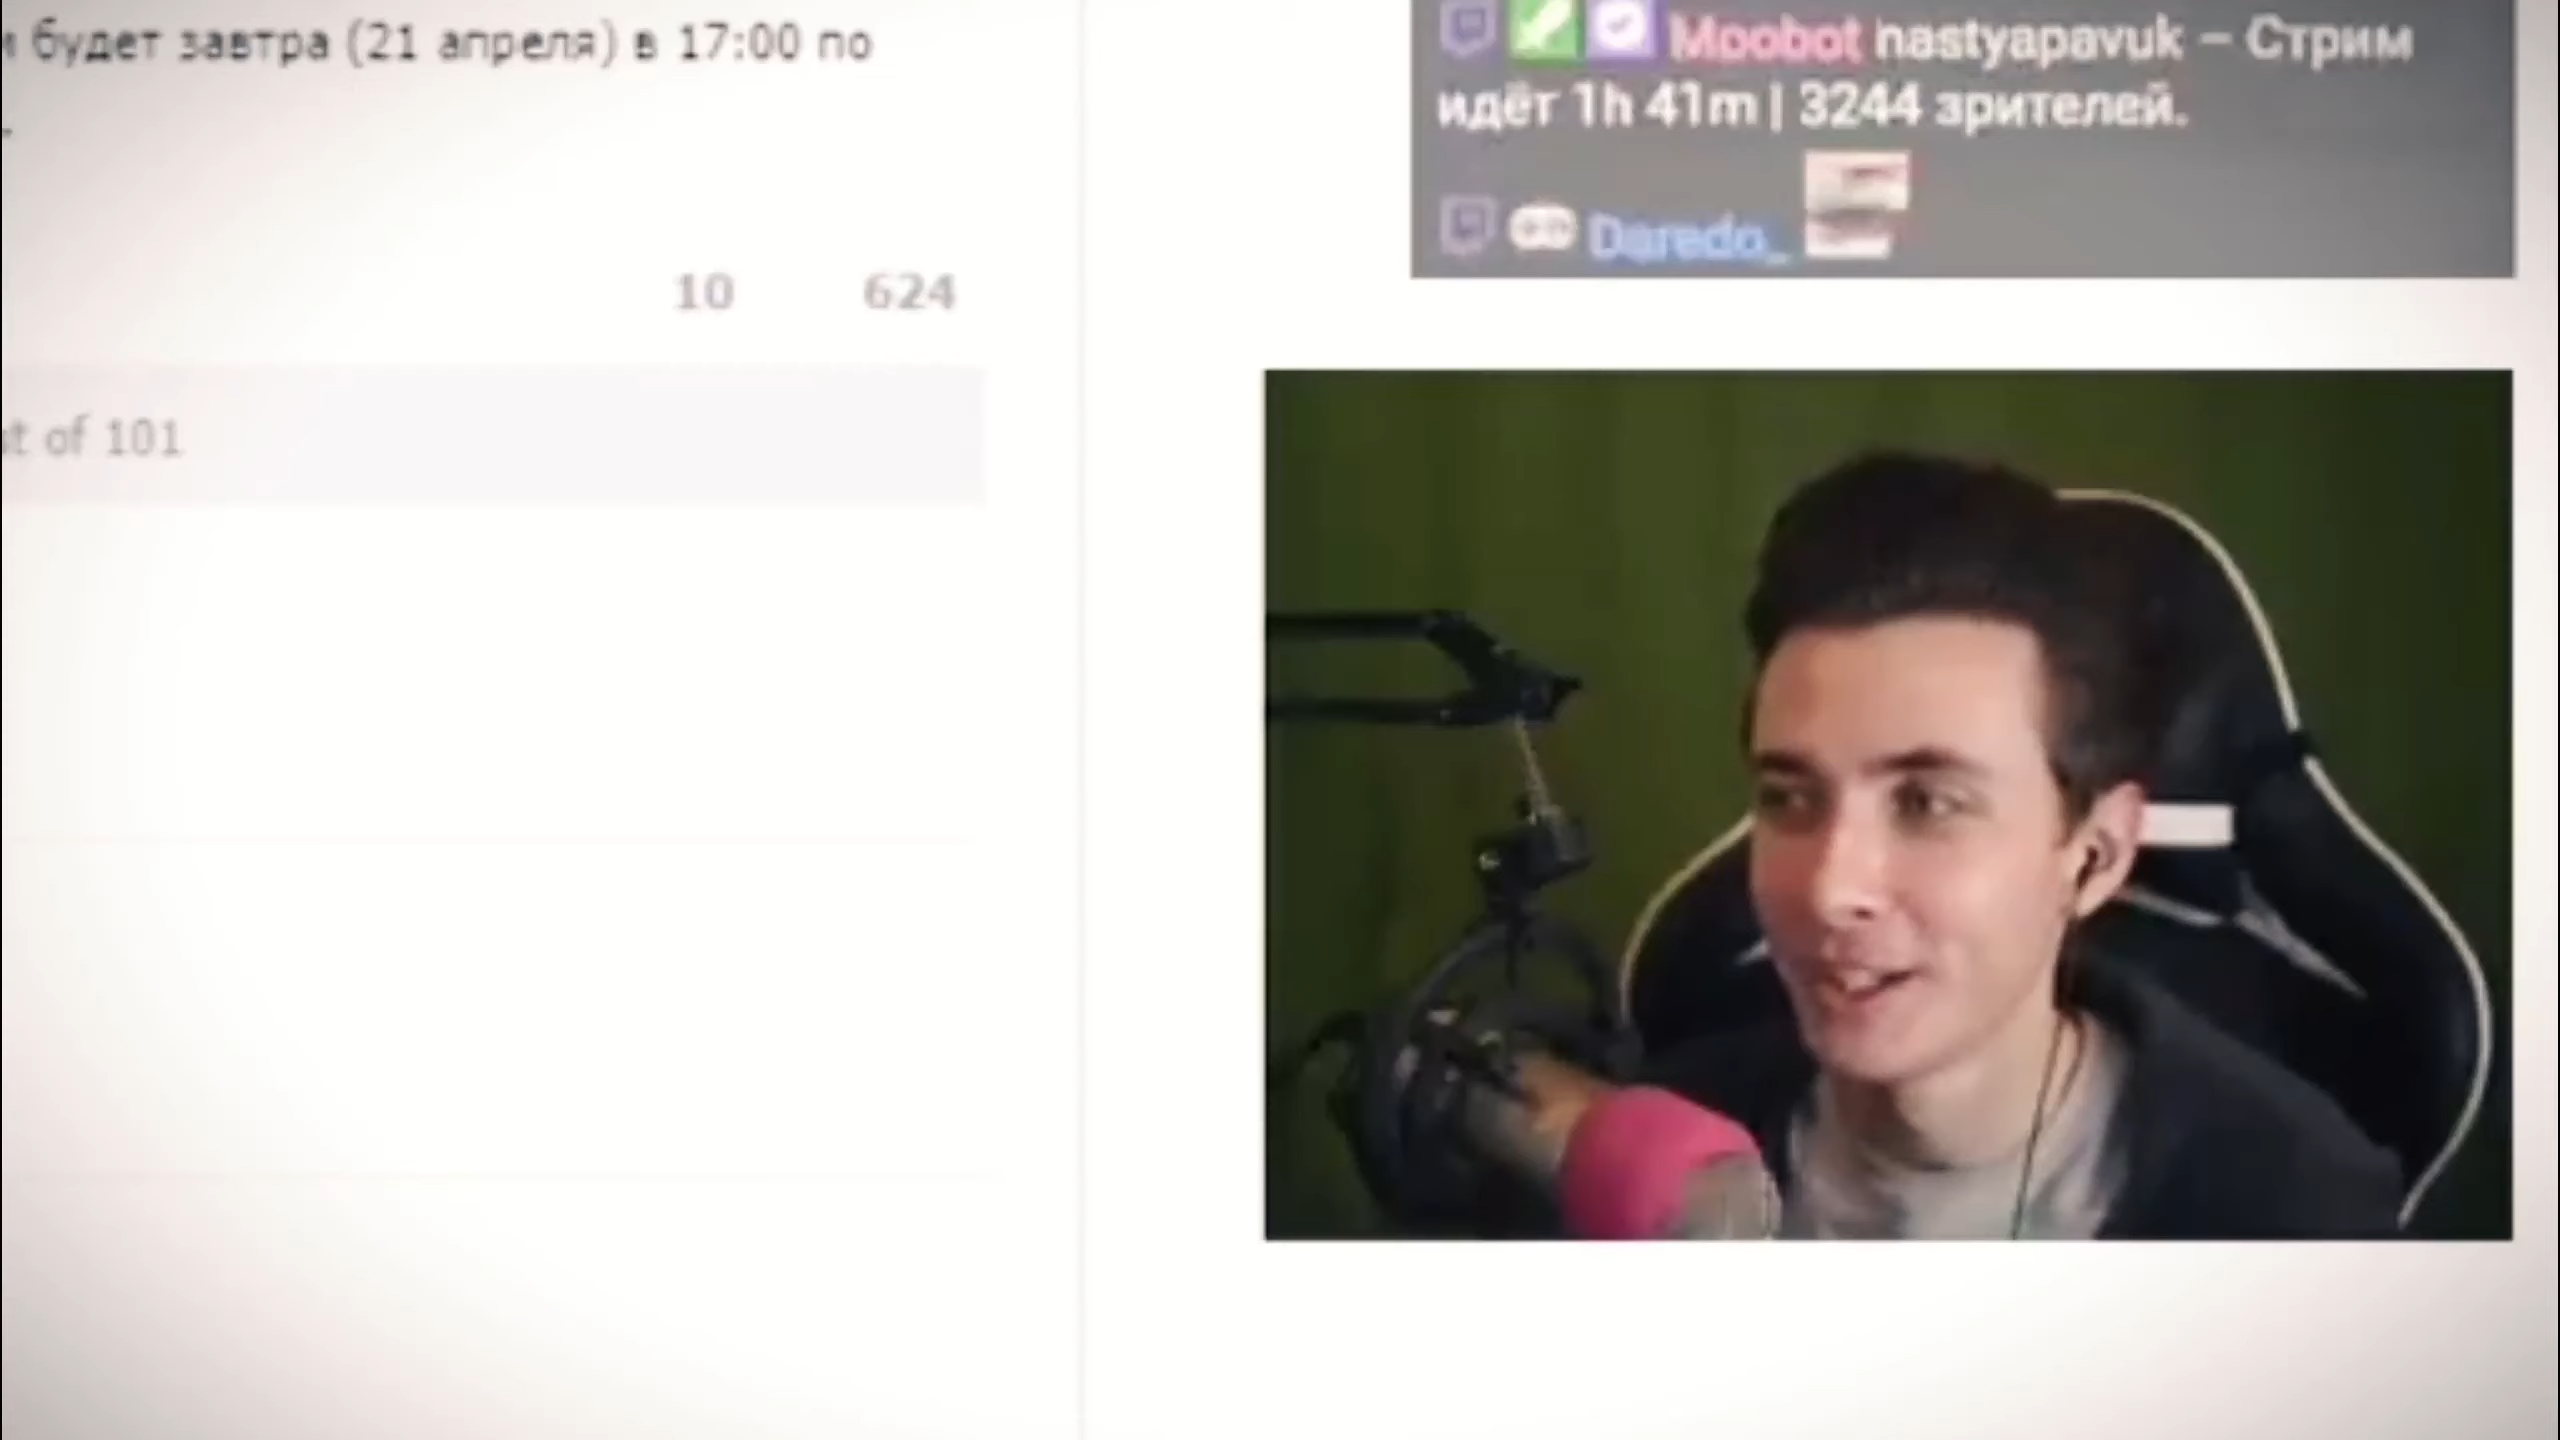 будет завтра (21 апреля) в 17:00 по
10 624
of 101
Moobot nastyapavuk – Стрим
идёт 1h 41m | 3244 зрителей.
Daredo_